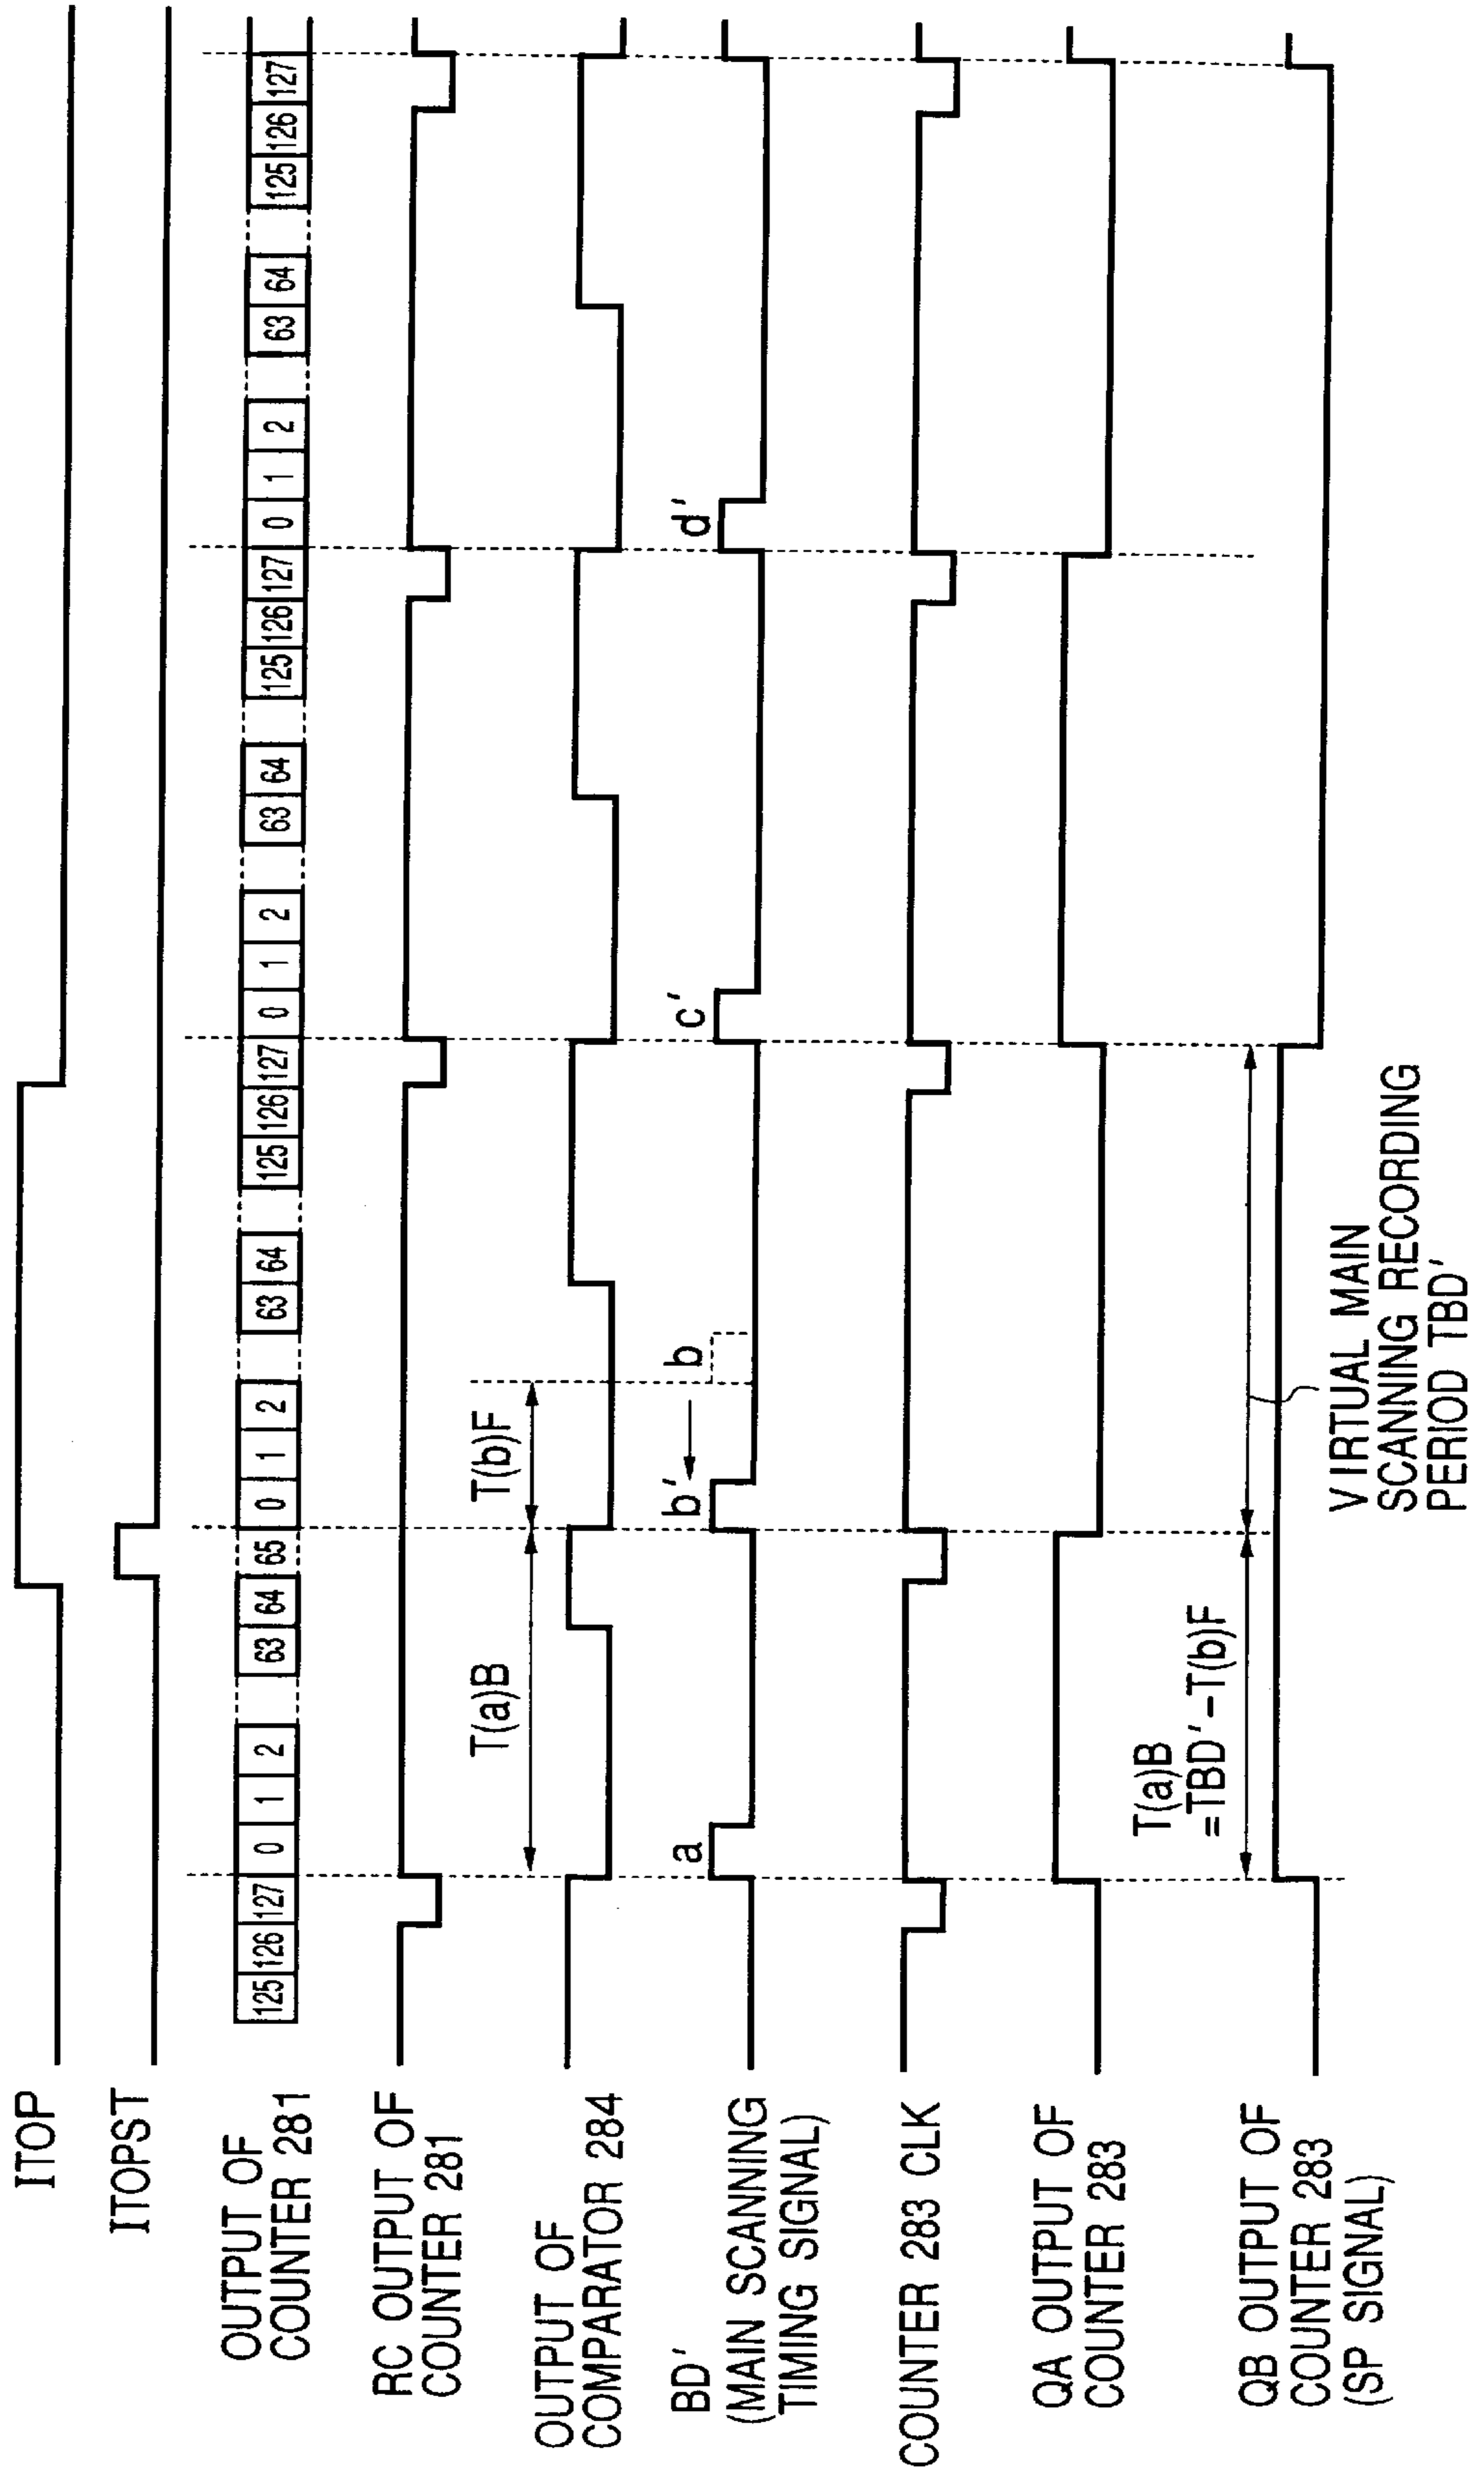 ITOP
ITOPST
OUTPUT OF
COUNTER 281
125 126 127 0 1 2 63 64 65 0 1 2 63 64 125 126 127 0 1 2 63 64 125 126 127 0 1 2 63 64 125 126 127
RC OUTPUT OF
COUNTER 281
OUTPUT OF
COMPARATOR 284
T(a)B
T(b)F
BD'
(MAIN SCANNING
TIMING SIGNAL)
a
b'
b
c'
d'
COUNTER 283 CLK
QA OUTPUT OF
COUNTER 283
T(a)B
=TBD'-T(b)F
QB OUTPUT OF
COUNTER 283
(SP SIGNAL)
VIRTUAL MAIN
SCANNING RECORDING
PERIOD TBD'